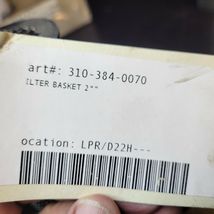 art#: 310-384-0070
ILTER BASKET 2""
ocation: LPR/D22H---